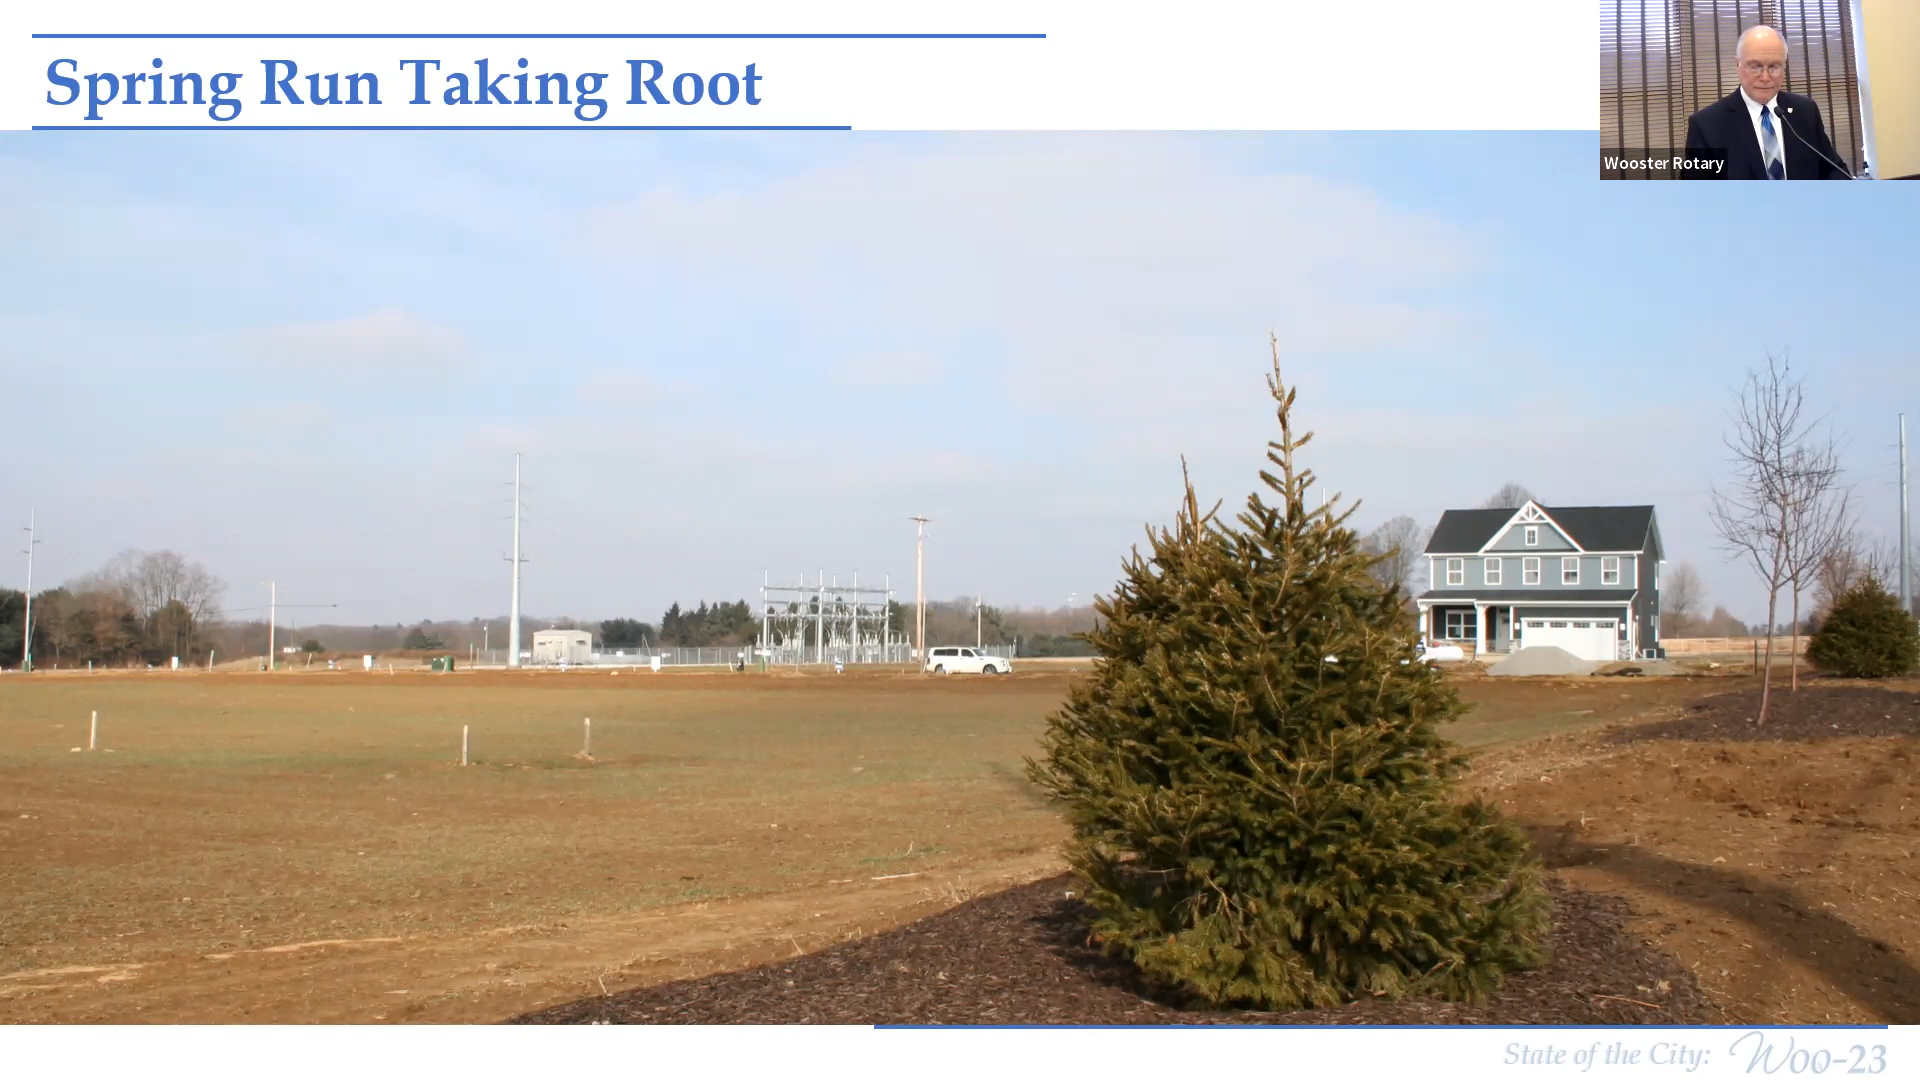 Spring Run Taking Root
Wooster Rotary
State of the City: Woo-23